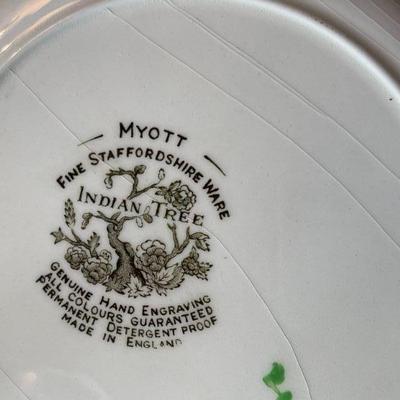 MYOTT
FINE STAFFORDSHIRE WARE
INDIAN TREE
GENUINE HAND ENGRAVING
ALL COLOURS GUARANTEED
PERMANENT DETERGENT PROOF
MADE IN ENGLAND